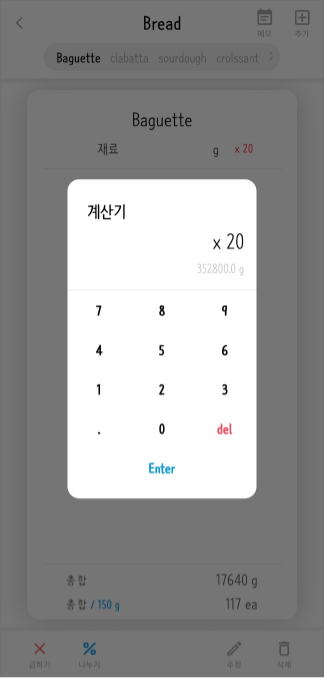 Bread
메모 추가
Baguette ciabatta sourdough croissant
Baguette
재료 g x 20
계산기
x 20
352800.0 g
7 8 9
4 5 6
1 2 3
. 0 del
Enter
총합 17640 g
총합 / 150 g 117 ea
곱하기 나누기 수정 삭제